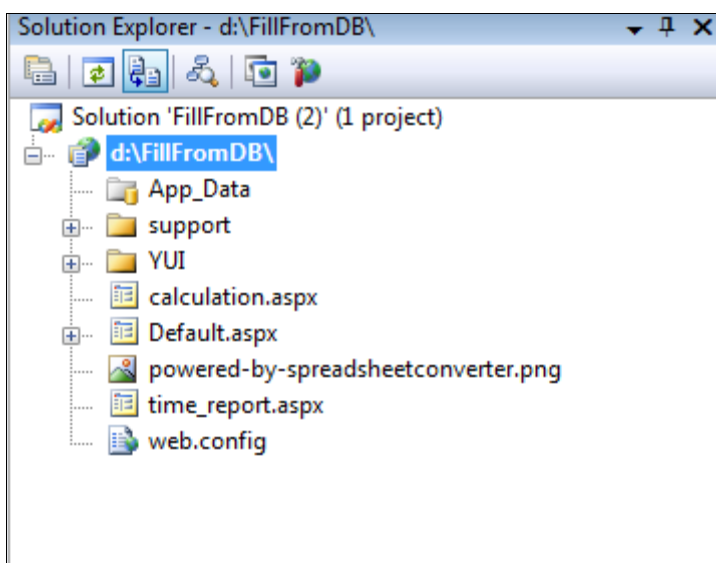 Solution Explorer - d:\FillFromDB\
Solution 'FillFromDB (2)' (1 project)
d:\FillFromDB\
App_Data
support
YUI
calculation.aspx
Default.aspx
powered-by-spreadsheetconverter.png
time_report.aspx
web.config